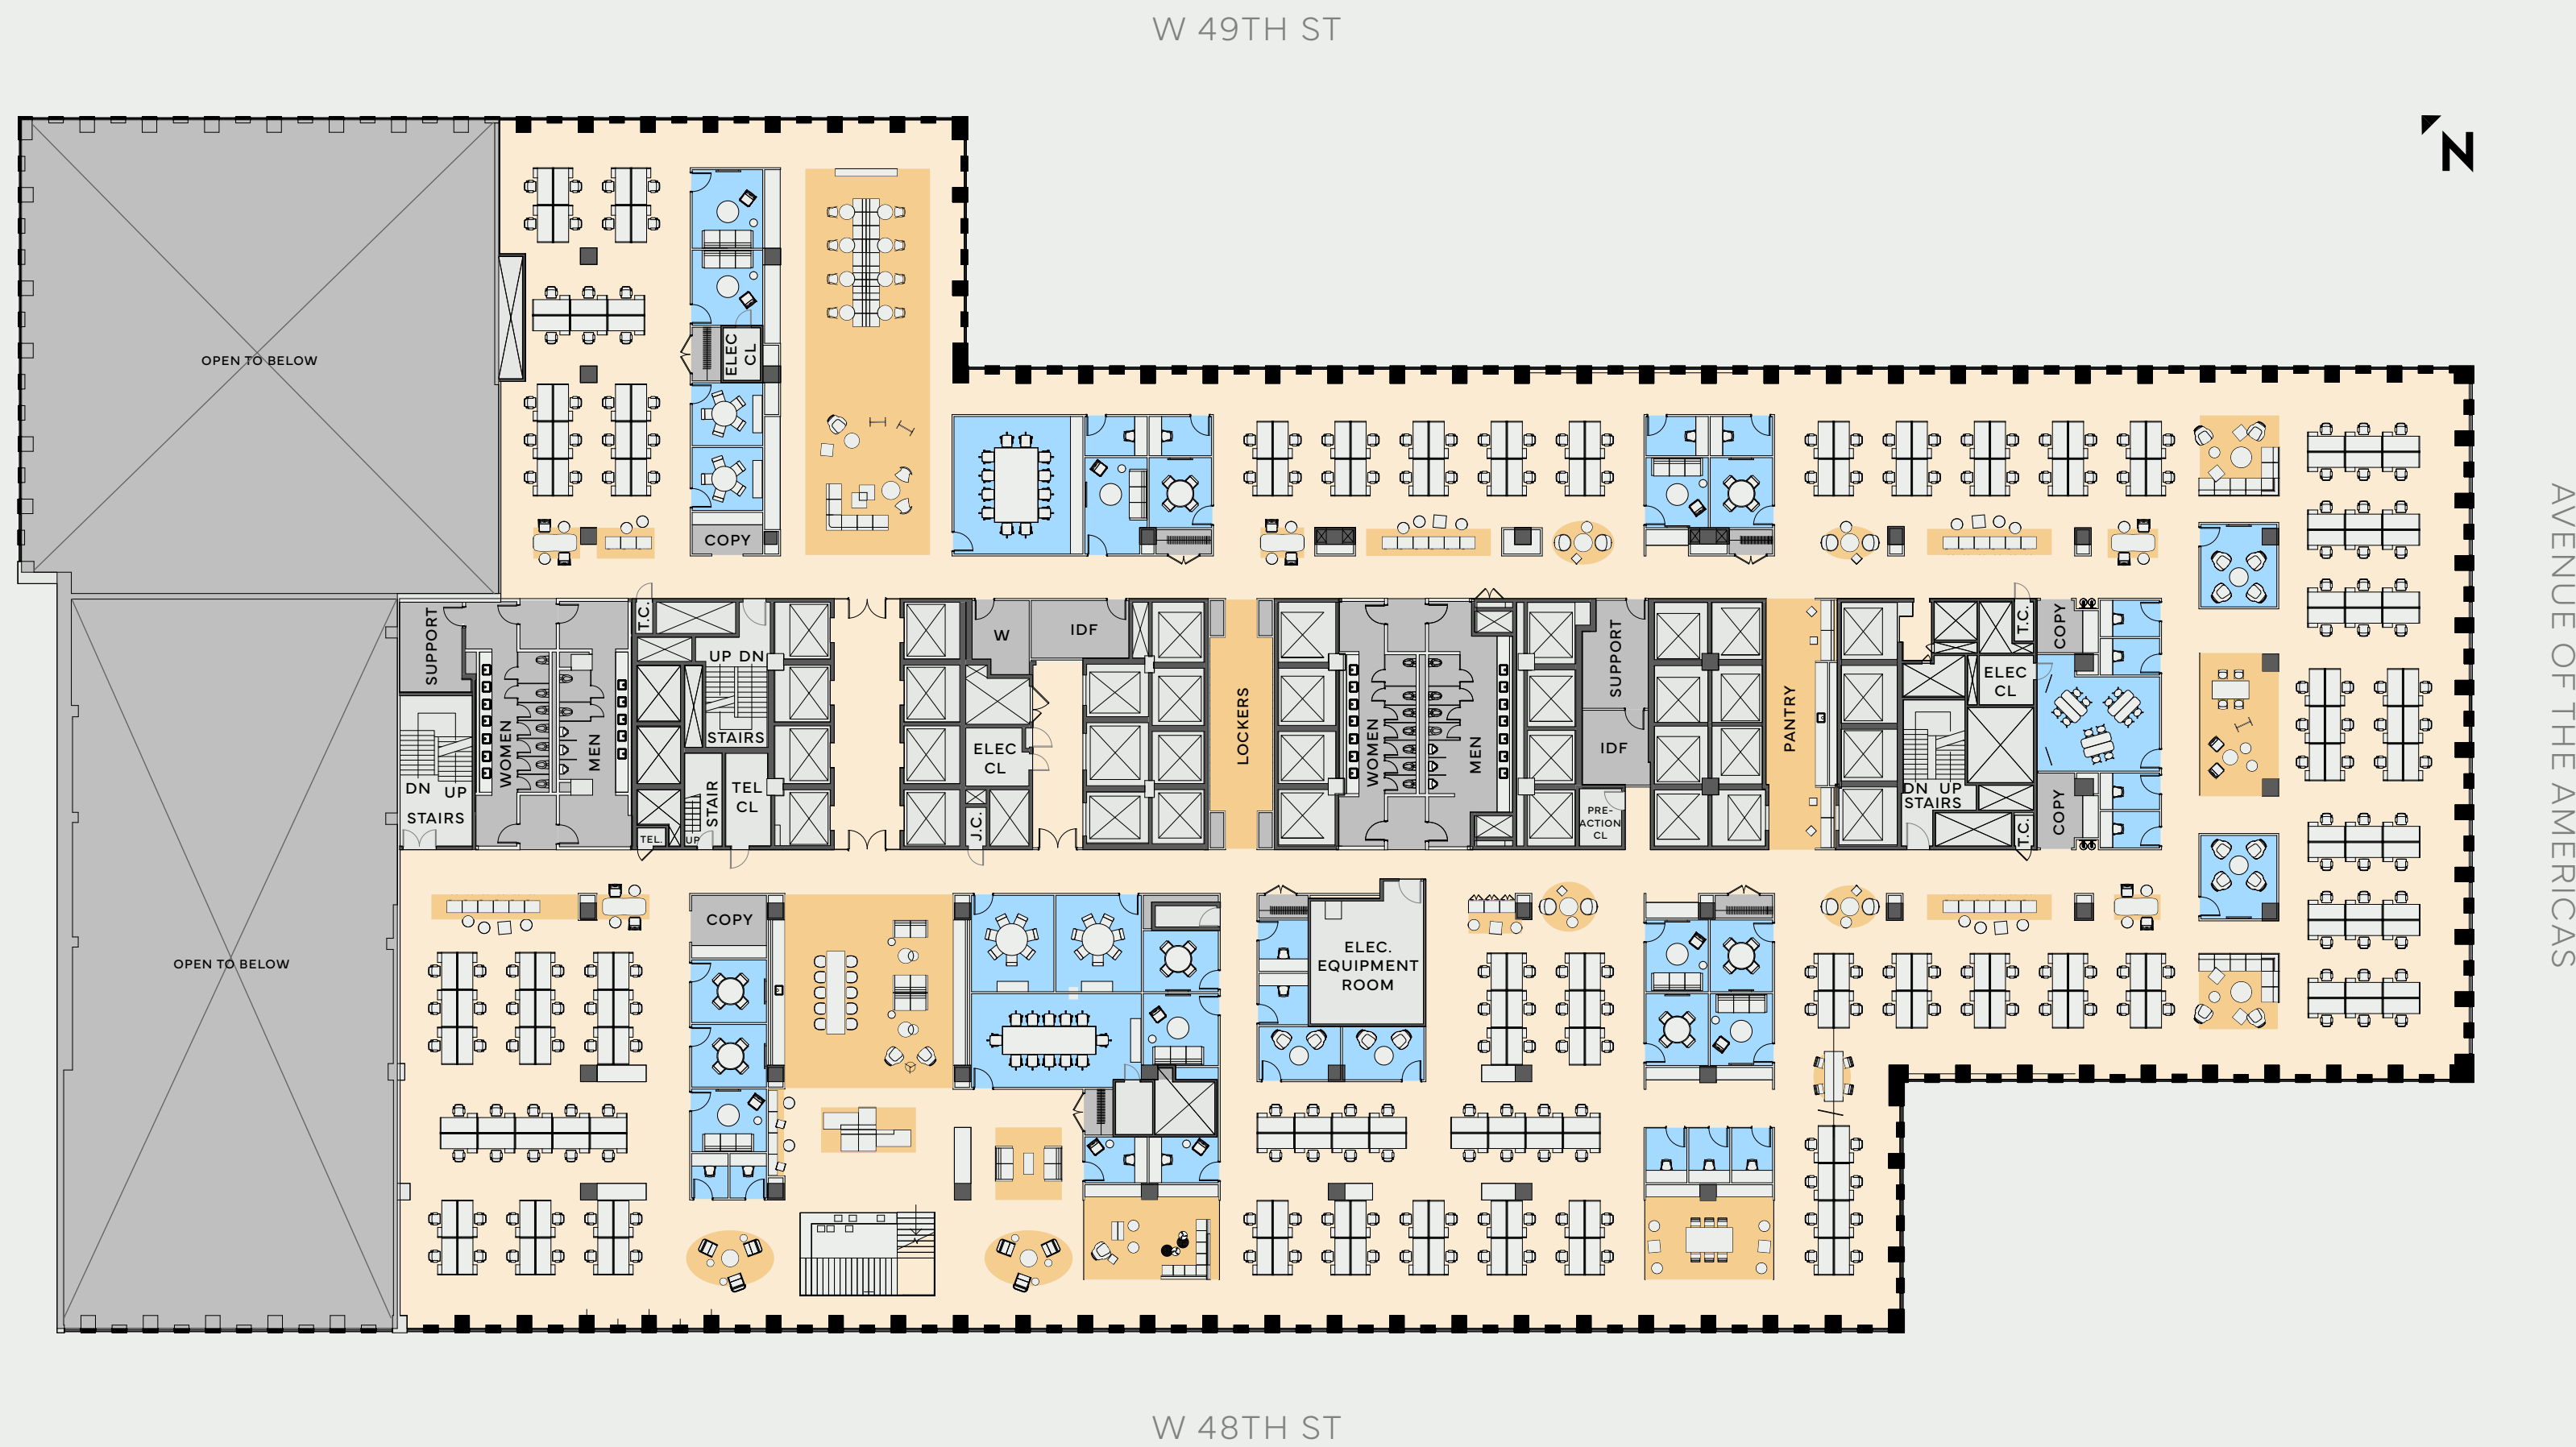 W 49TH ST
N
OPEN TO BELOW
ELEC
CL
COPY
AVENUE OF THE AMERICAS
SUPPORT
T.C.
UP DN
STAIRS
WOMEN
MEN
DN UP
STAIRS
STAIR
UP
TEL
CL
TEL.
W
IDF
ELEC
CL
J.C.
LOCKERS
WOMEN
MEN
SUPPORT
IDF
PRE-
ACTION
CL
PANTRY
T.C.
COPY
ELEC
CL
DN UP
STAIRS
T.C.
COPY
OPEN TO BELOW
COPY
ELEC.
EQUIPMENT
ROOM
W 48TH ST